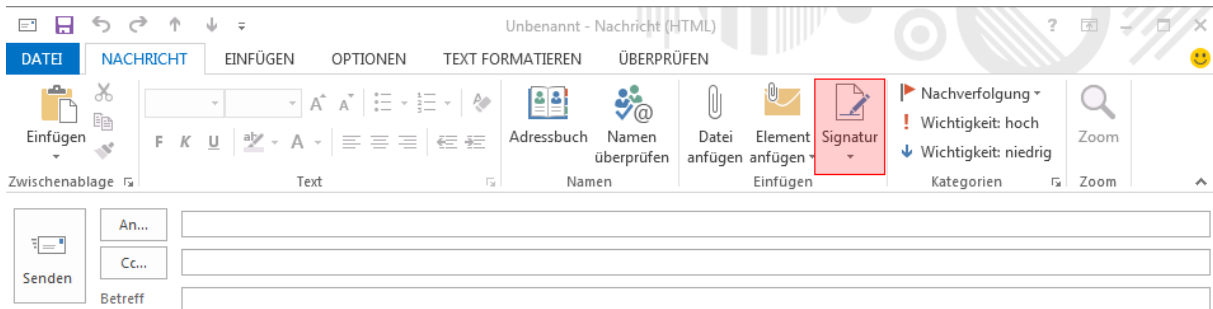 Unbenannt - Nachricht (HTML)
?
DATEI NACHRICHT EINFÜGEN OPTIONEN TEXT FORMATIEREN ÜBERPRÜFEN
Einfügen
F K U
A
Adressbuch
Namen
überprüfen
Datei
anfügen
Element
anfügen
Signatur
Nachverfolgung
Wichtigkeit: hoch
Wichtigkeit: niedrig
Zoom
Zwischenablage Text Namen Einfügen Kategorien Zoom
Senden
An...
Cc...
Betreff